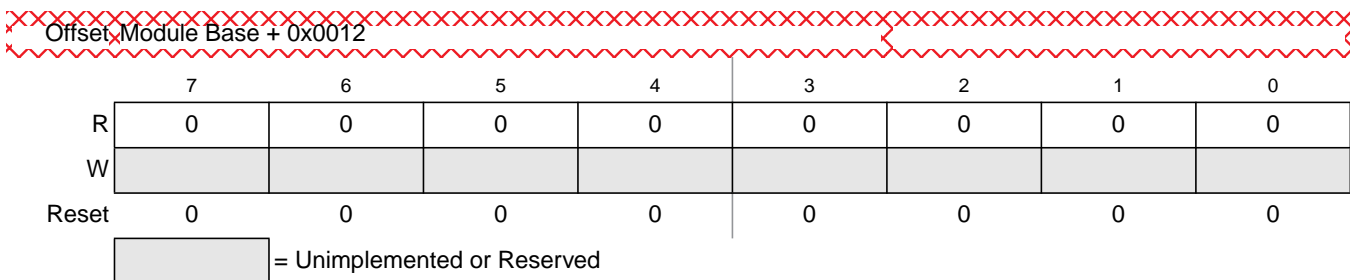 Offset Module Base + 0x0012
7 6 5 4 3 2 1 0
R 0 0 0 0 0 0 0 0
W
Reset 0 0 0 0 0 0 0 0
= Unimplemented or Reserved